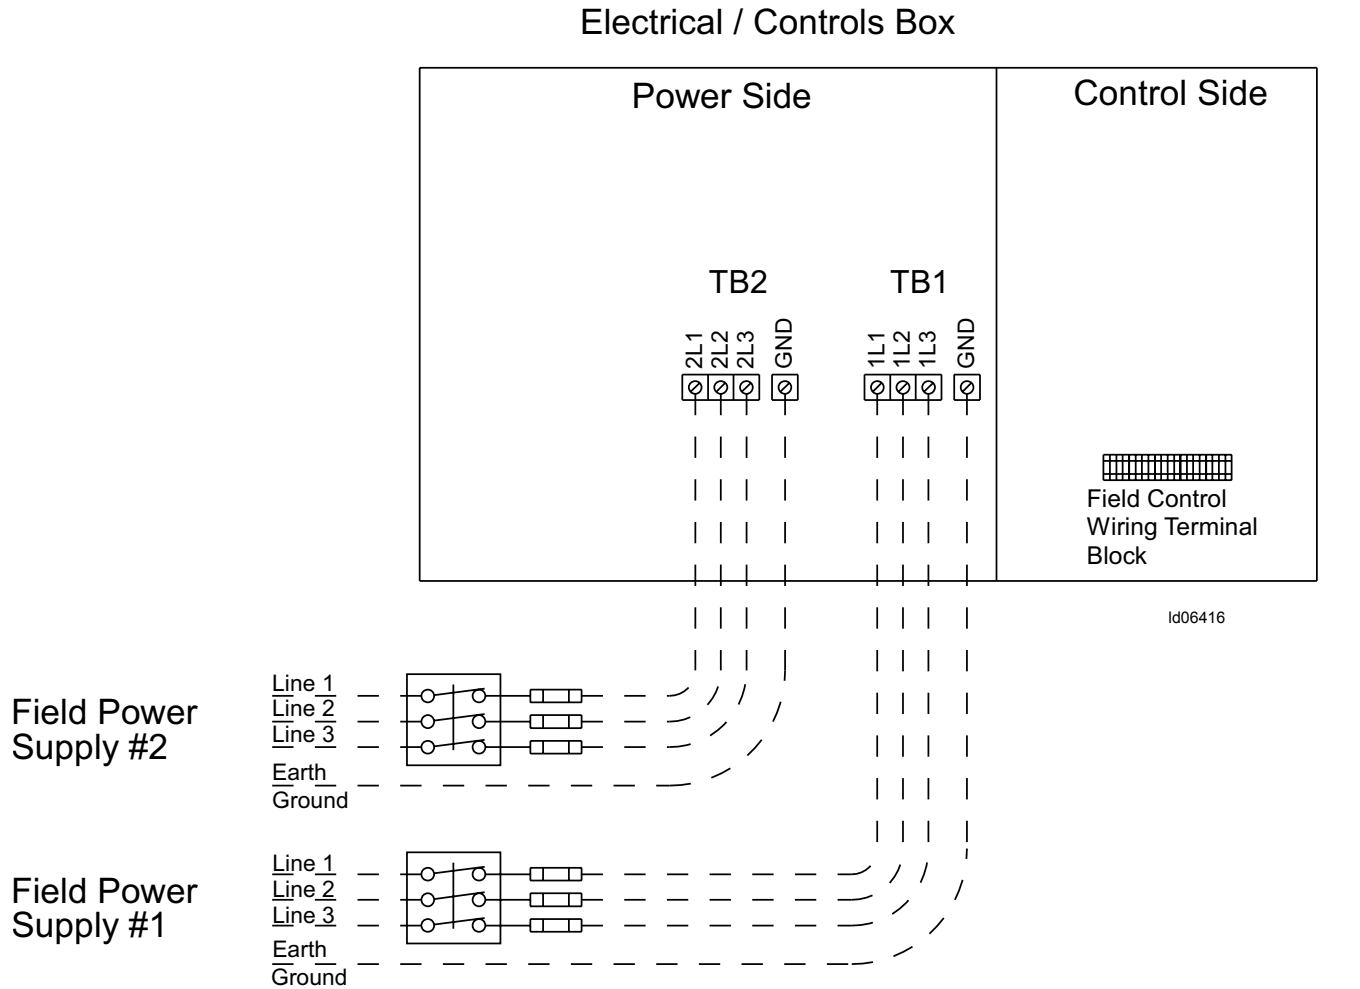 Electrical / Controls Box
Power Side
Control Side
TB2
TB1
2L1
2L2
2L3
GND
1L1
1L2
1L3
GND
Field Control
Wiring Terminal
Block
ld06416
Field Power
Supply #2
Line 1
Line 2
Line 3
Earth
Ground
Field Power
Supply #1
Line 1
Line 2
Line 3
Earth
Ground